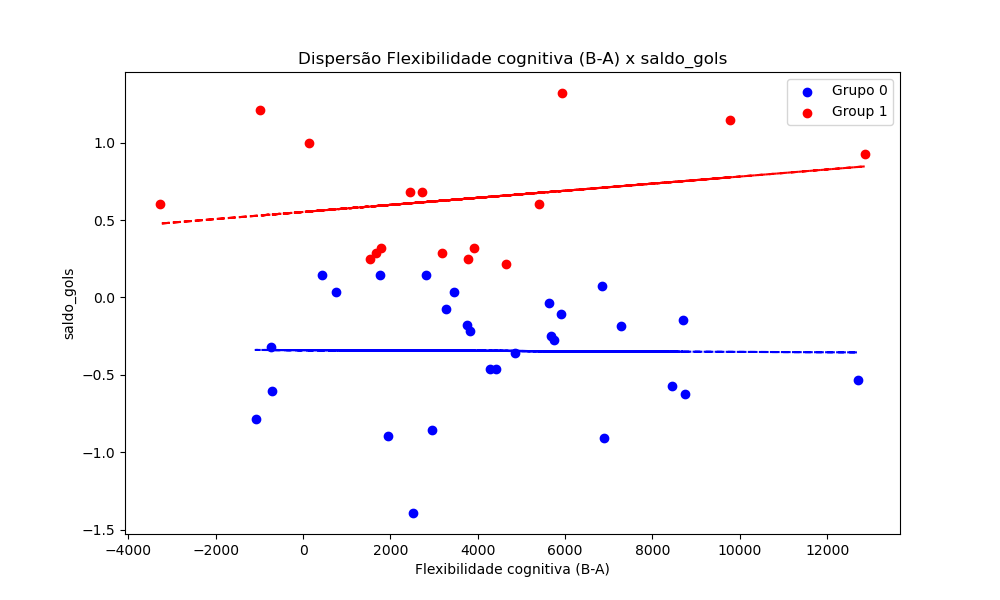 Dispersão Flexibilidade cognitiva (B-A) x saldo_gols
Grupo 0
Group 1
saldo_gols
1.0
0.5
0.0
−0.5
−1.0
−1.5
−4000 −2000 0 2000 4000 6000 8000 10000 12000
Flexibilidade cognitiva (B-A)